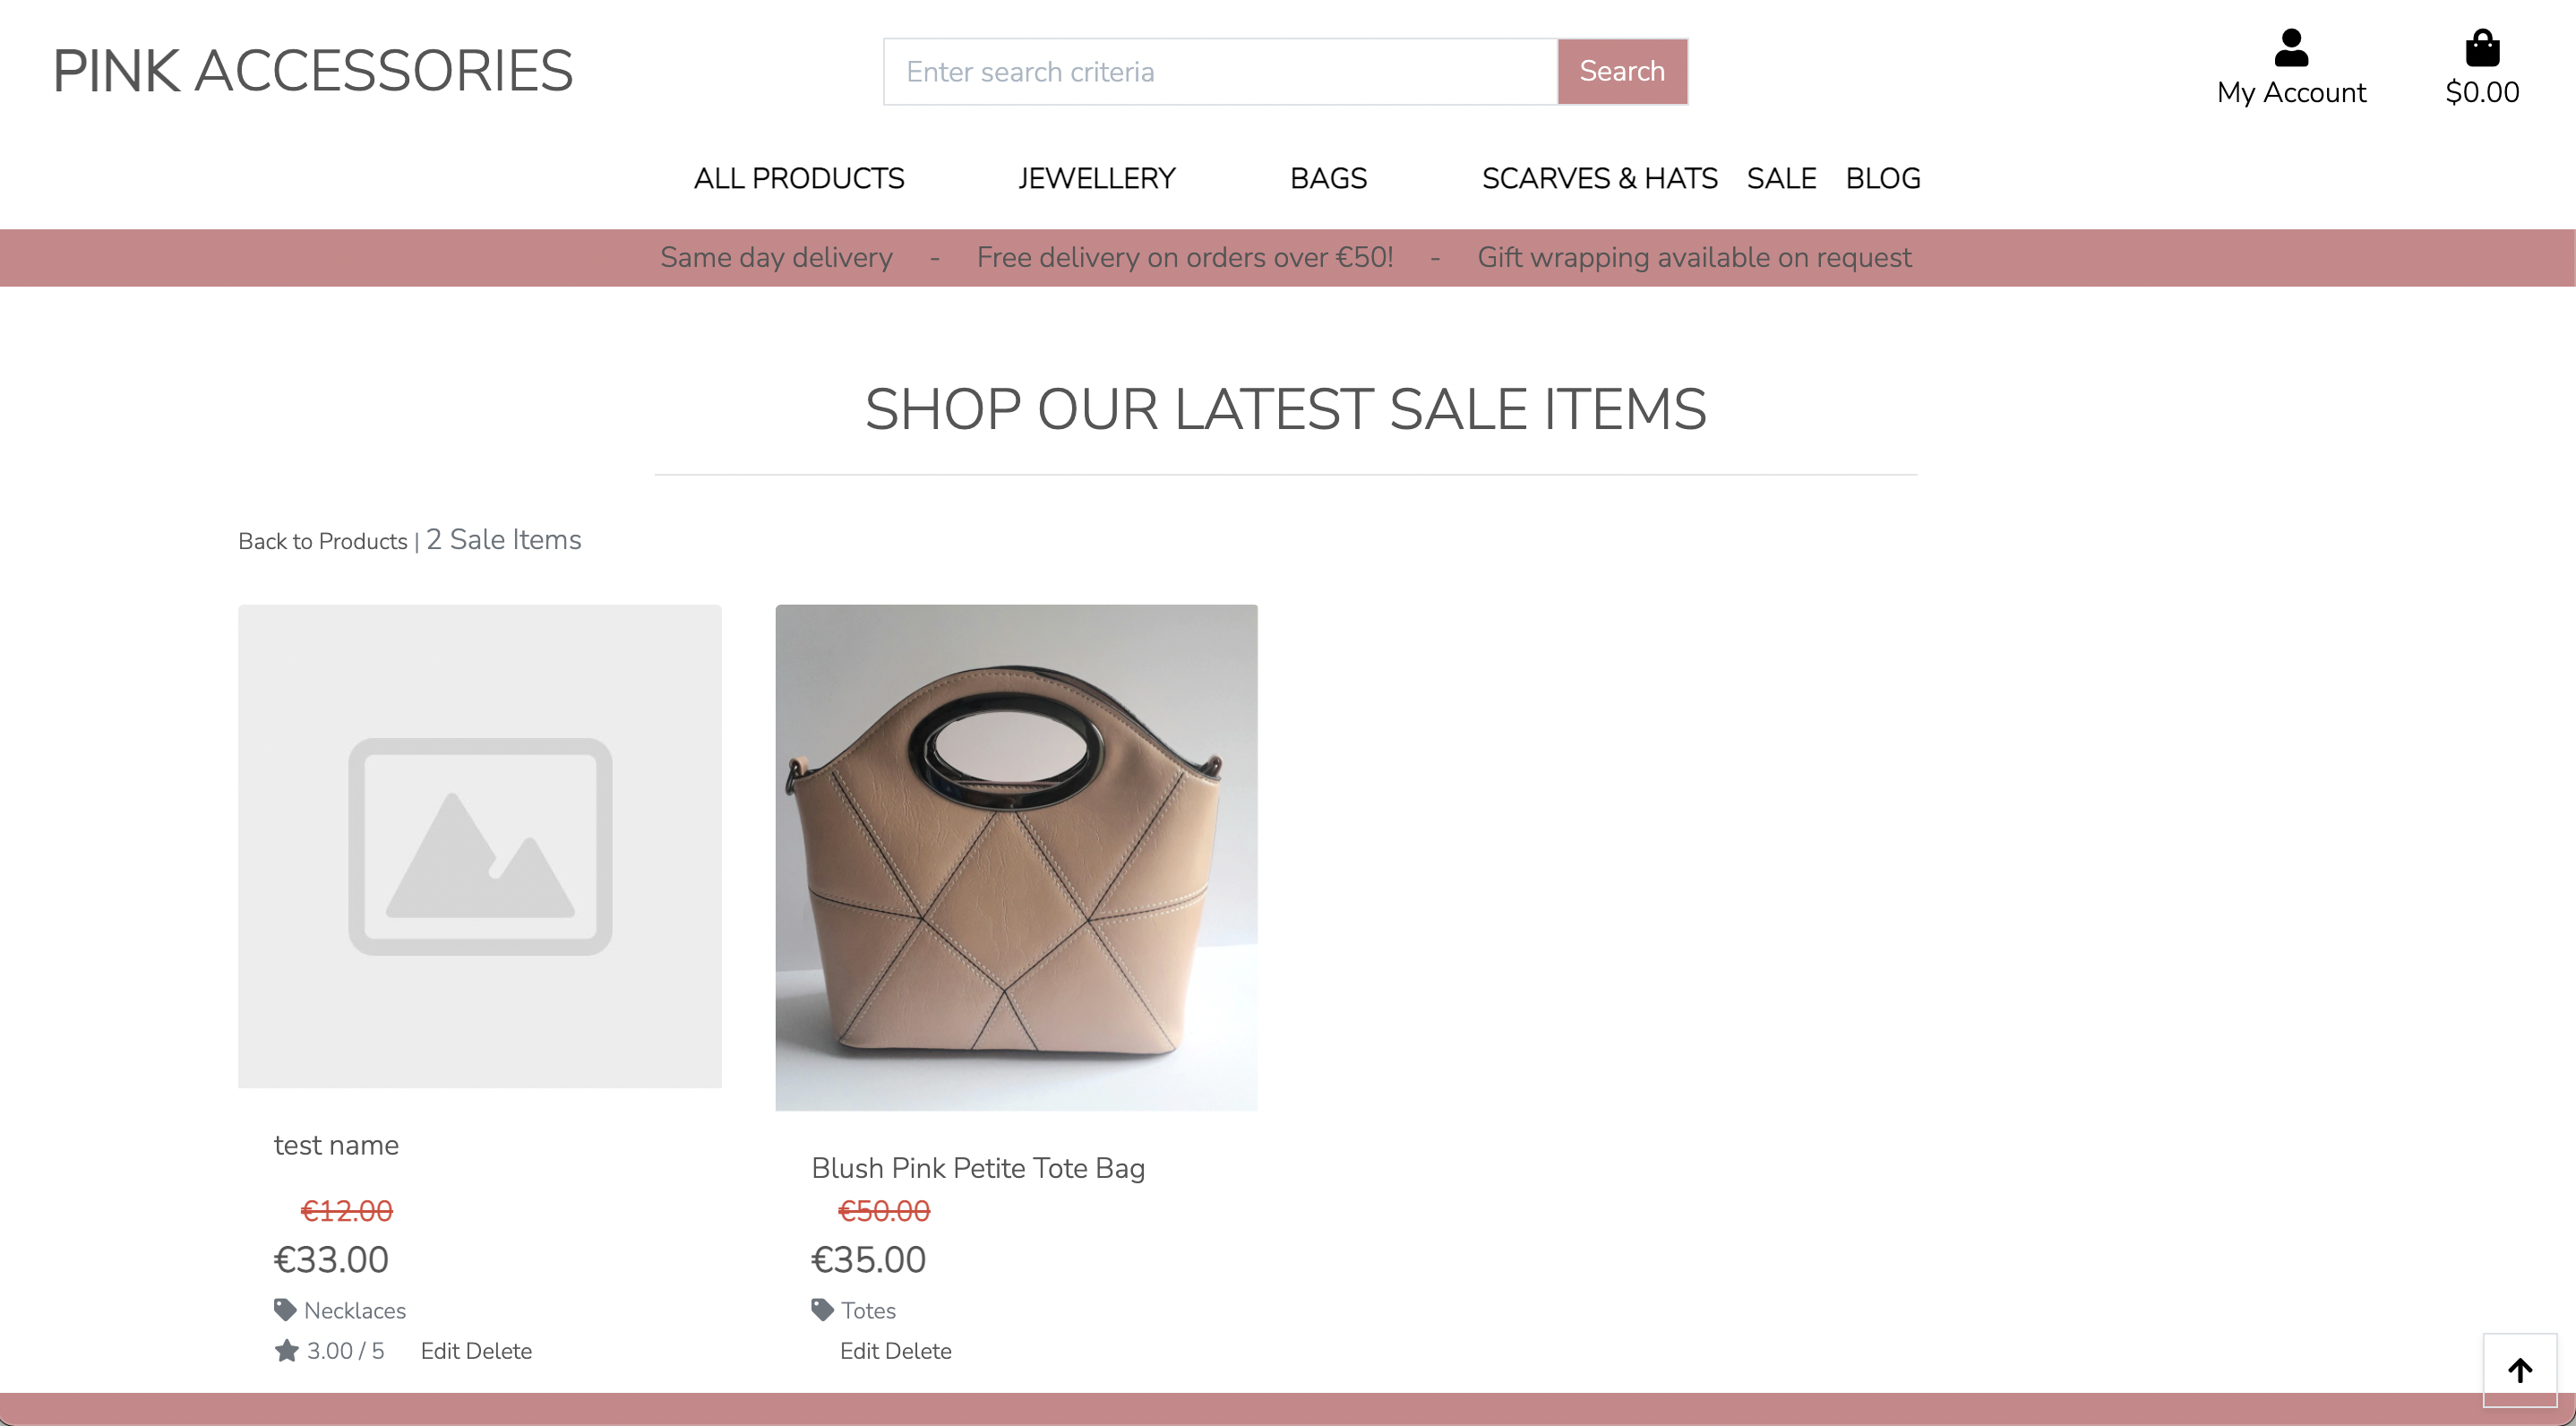 PINK ACCESSORIES
Enter search criteria
Search
My Account
$0.00
ALL PRODUCTS JEWELLERY BAGS SCARVES & HATS SALE BLOG
Same day delivery - Free delivery on orders over €50! - Gift wrapping available on request
SHOP OUR LATEST SALE ITEMS
Back to Products | 2 Sale Items
test name
€12.00
€33.00
Necklaces
3.00 / 5 Edit Delete
Blush Pink Petite Tote Bag
€50.00
€35.00
Totes
Edit Delete